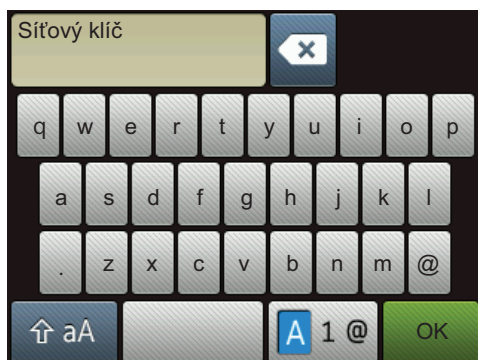 Síťový klíč
q w e r t y u i o p
a s d f g h j k l
. z x c v b n m @
aA A 1 @ OK